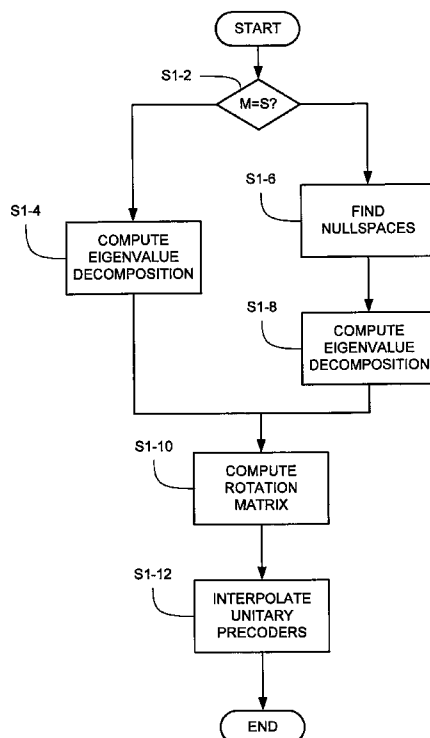 START
S1-2
M=S?
S1-6
FIND
NULLSPACES
S1-4
COMPUTE
EIGENVALUE
DECOMPOSITION
S1-8
COMPUTE
EIGENVALUE
DECOMPOSITION
S1-10
COMPUTE
ROTATION
MATRIX
S1-12
INTERPOLATE
UNITARY
PRECODERS
END